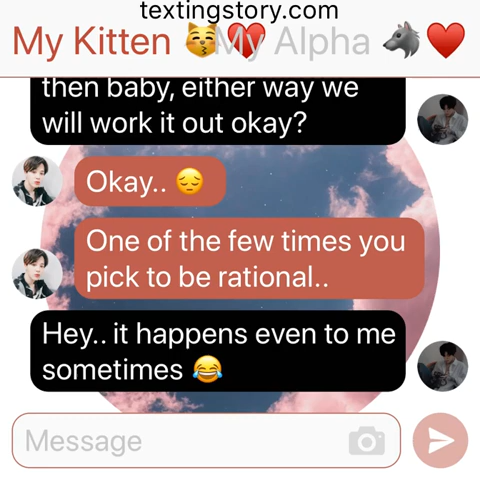 textingstory.com
My Kitten 😽❤️ My Alpha 🐺❤️
then baby, either way we
will work it out okay?
Okay.. 😔
One of the few times you
pick to be rational..
Hey.. it happens even to me
sometimes 😂
Message